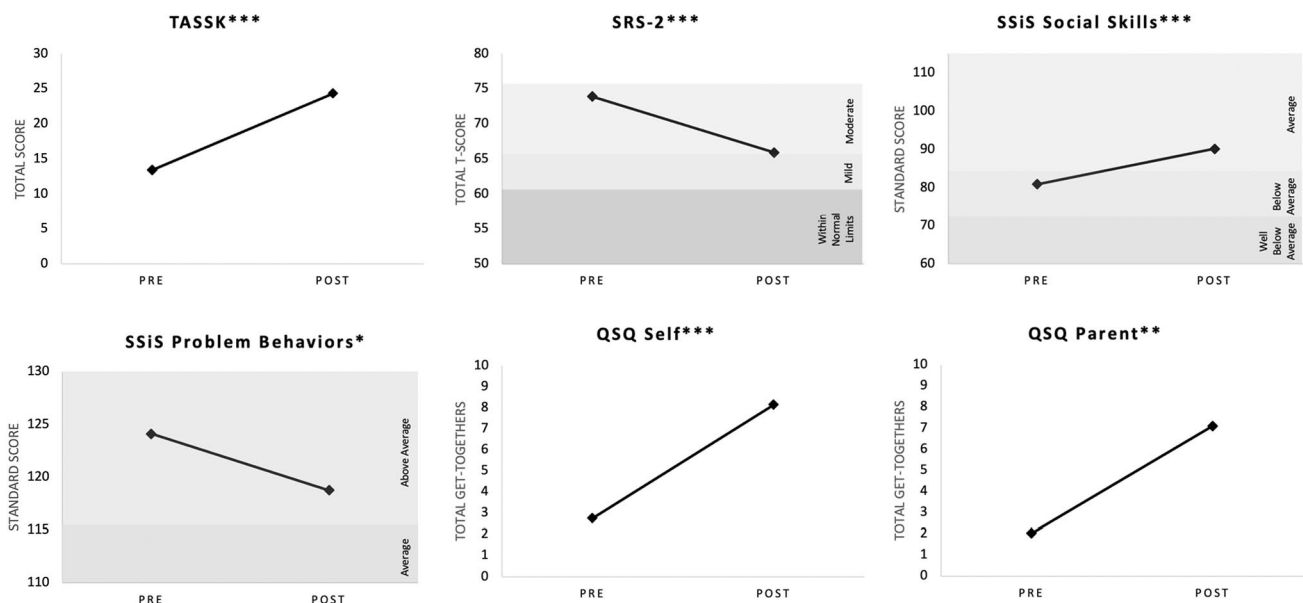 TASSK***
TOTAL SCORE
30
25
20
15
10
5
0
PRE POST
SRS-2***
TOTAL T-SCORE
80
75
70
65
60
55
50
Moderate
Mild
Within
Normal
Limits
PRE POST
SSiS Social Skills***
STANDARD SCORE
110
100
90
80
70
60
Average
Below
Average
Well
Below
Average
PRE POST
SSiS Problem Behaviors*
STANDARD SCORE
130
125
120
115
110
Above Average
Average
PRE POST
QSQ Self***
TOTAL GET-TOGETHERS
10
9
8
7
6
5
4
3
2
1
0
PRE POST
QSQ Parent**
TOTAL GET-TOGETHERS
10
9
8
7
6
5
4
3
2
1
0
PRE POST